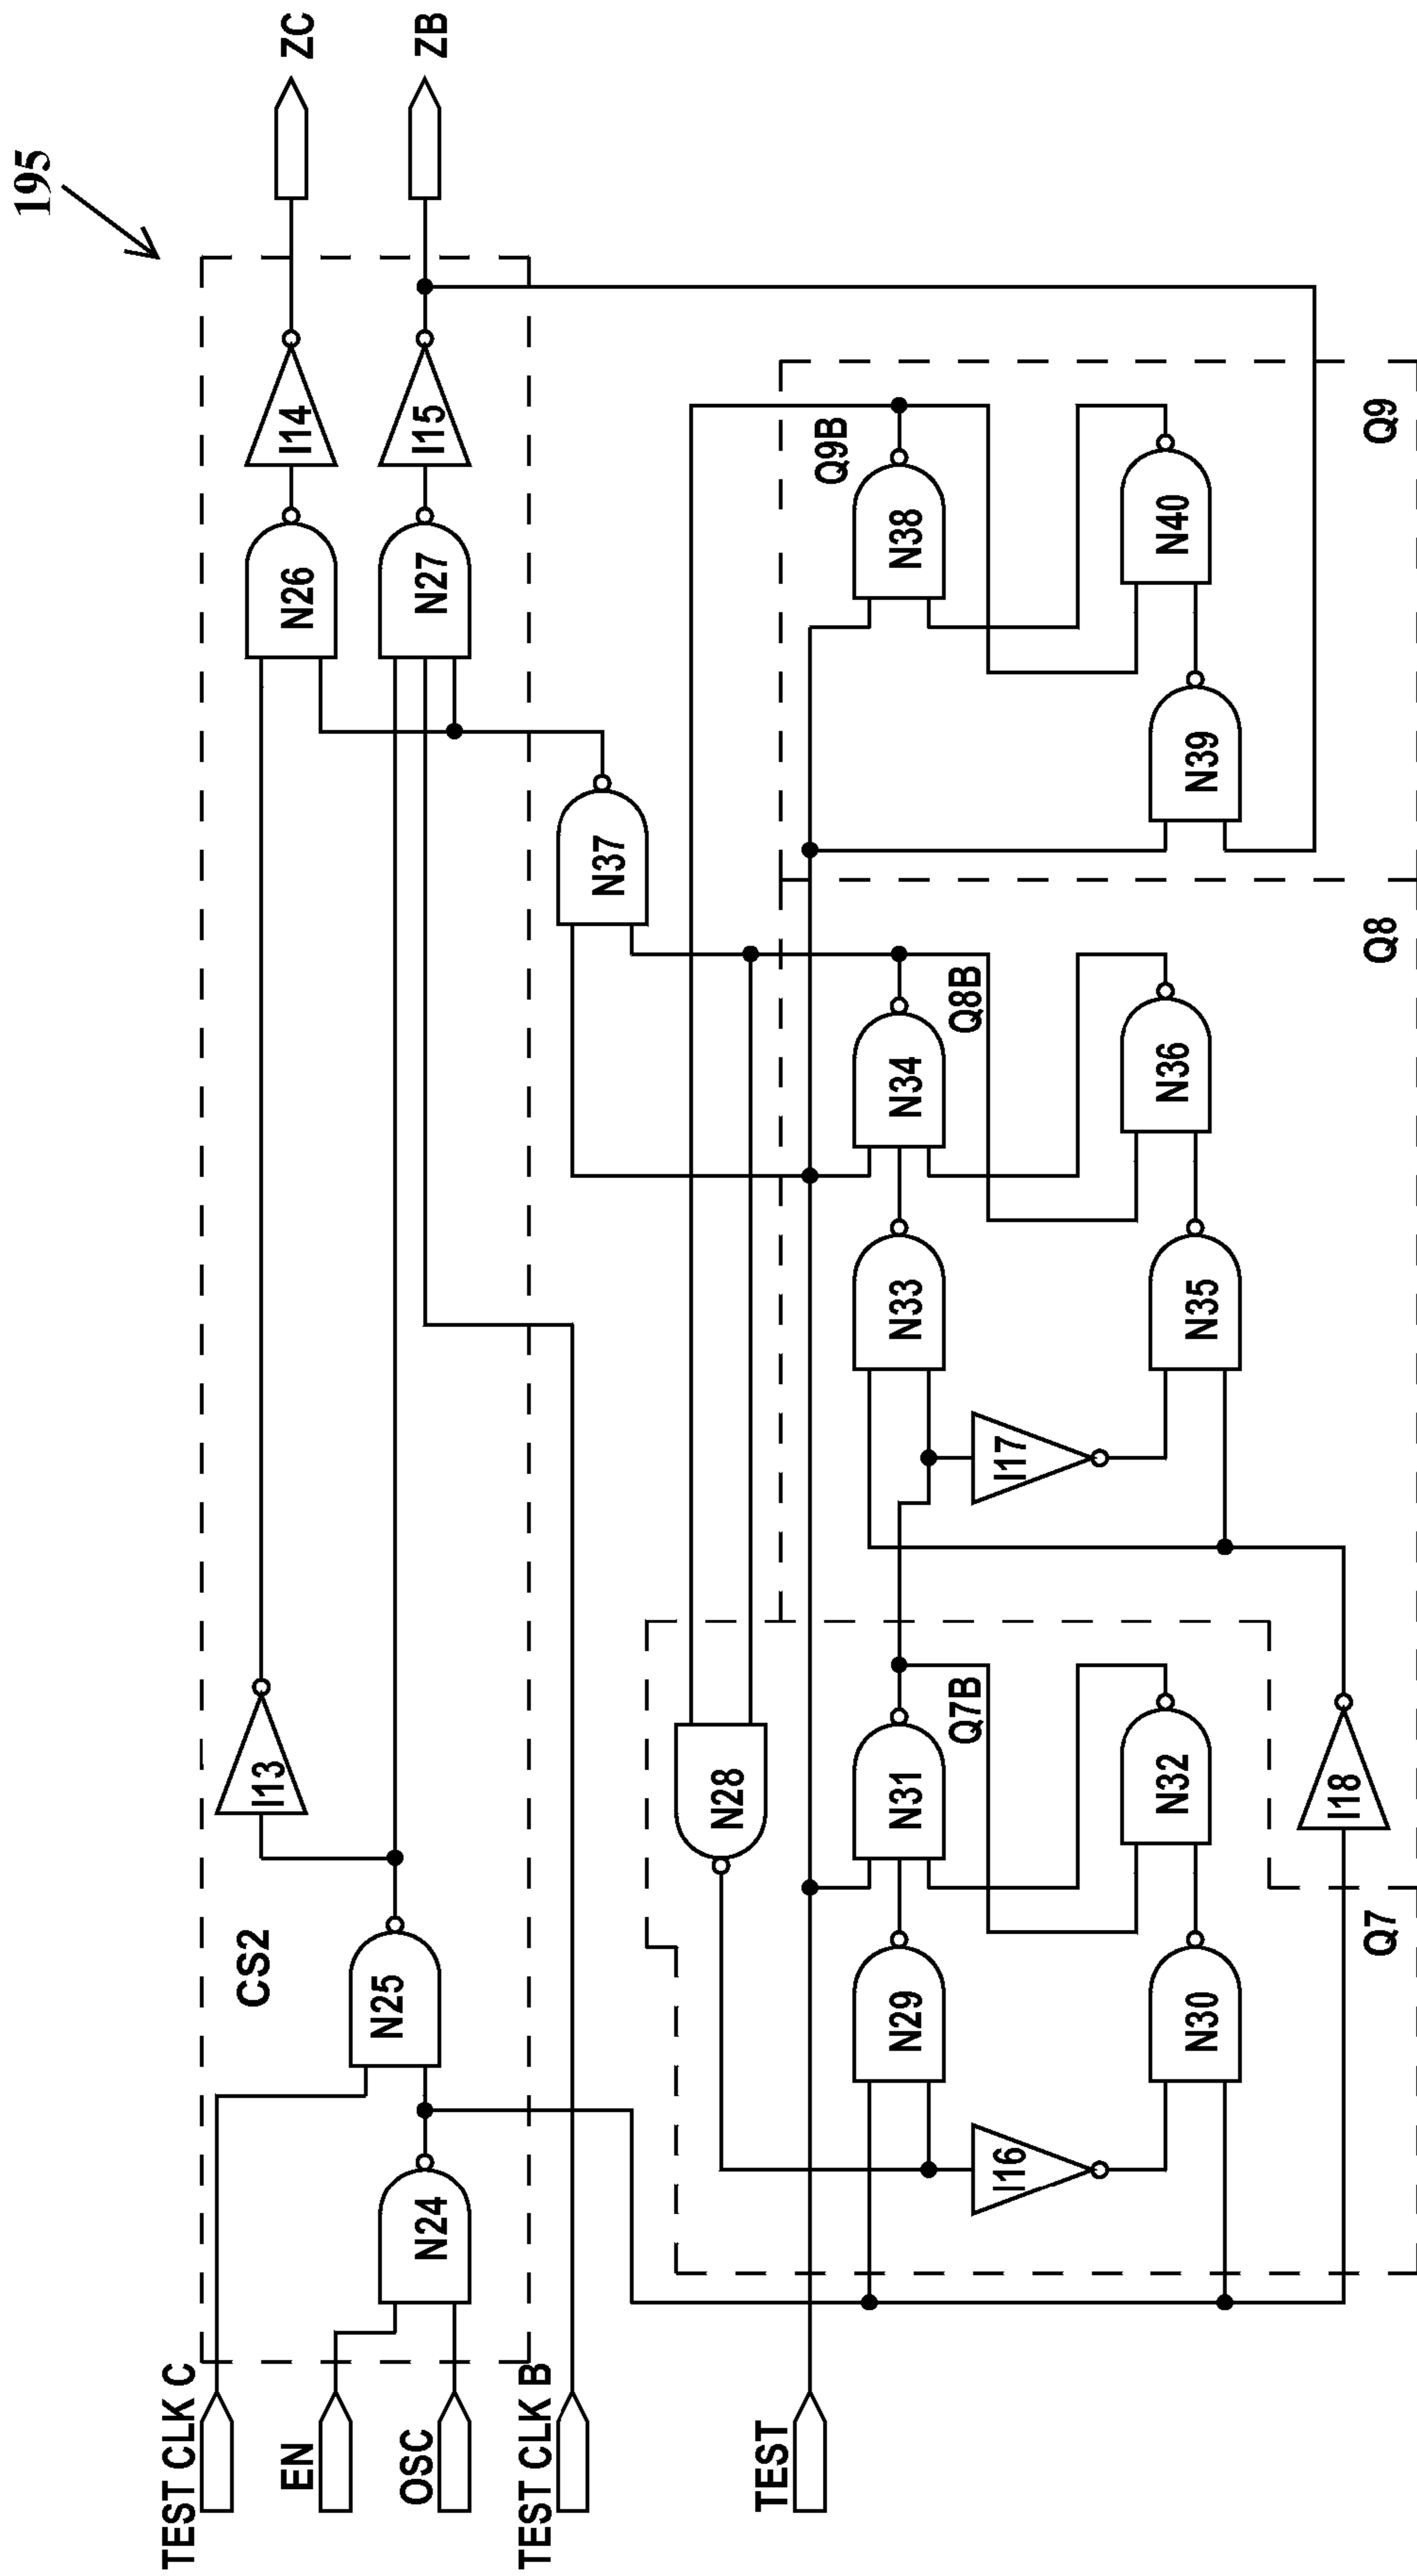 195
TEST CLK C
EN
OSC
TEST CLK B
TEST
CS2
N24
N25
I13
N26
N27
I14
I15
ZC
ZB
N37
N28
I16
N29
N30
N31
N32
Q7B
Q7
I18
I17
N33
N35
N34
N36
Q8B
Q8
N39
N38
N40
Q9B
Q9